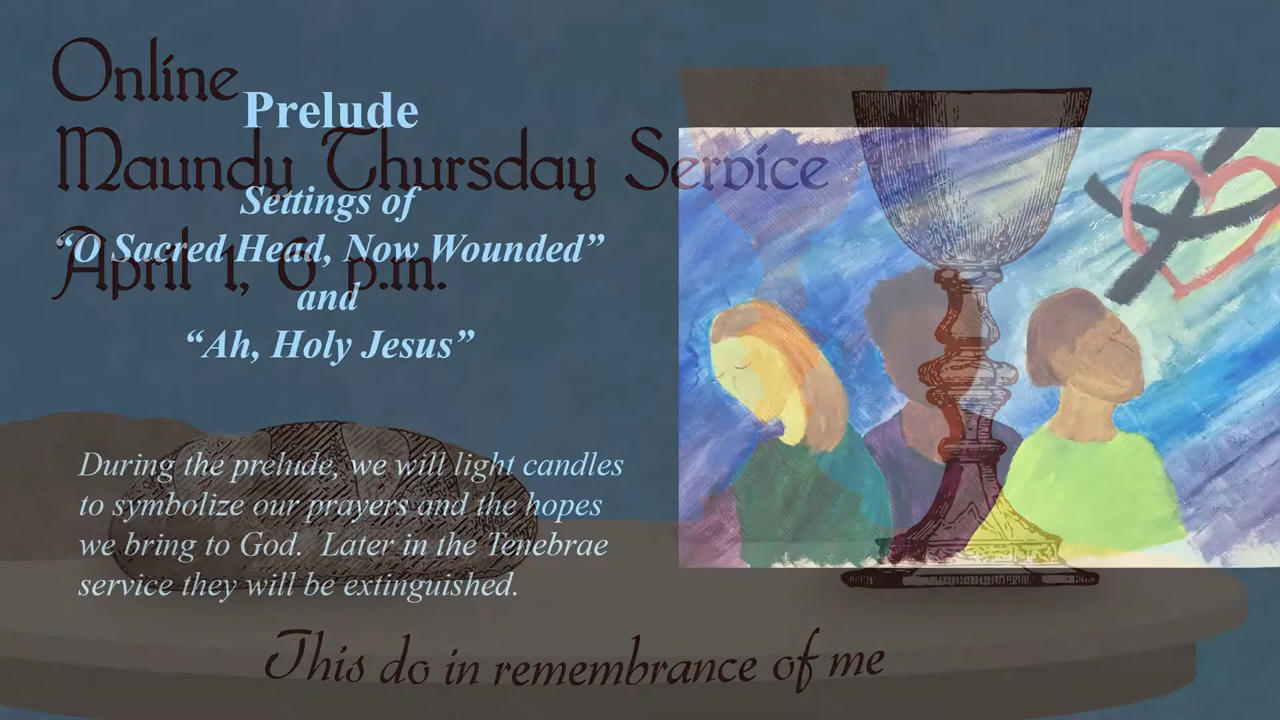 Online
Maundy Thursday Service
April 1, 6 p.m.
Prelude
Settings of
“O Sacred Head, Now Wounded”
and
“Ah, Holy Jesus”
During the prelude, we will light candles
to symbolize our prayers and the hopes
we bring to God.  Later in the Tenebrae
service they will be extinguished.
This do in remembrance of me